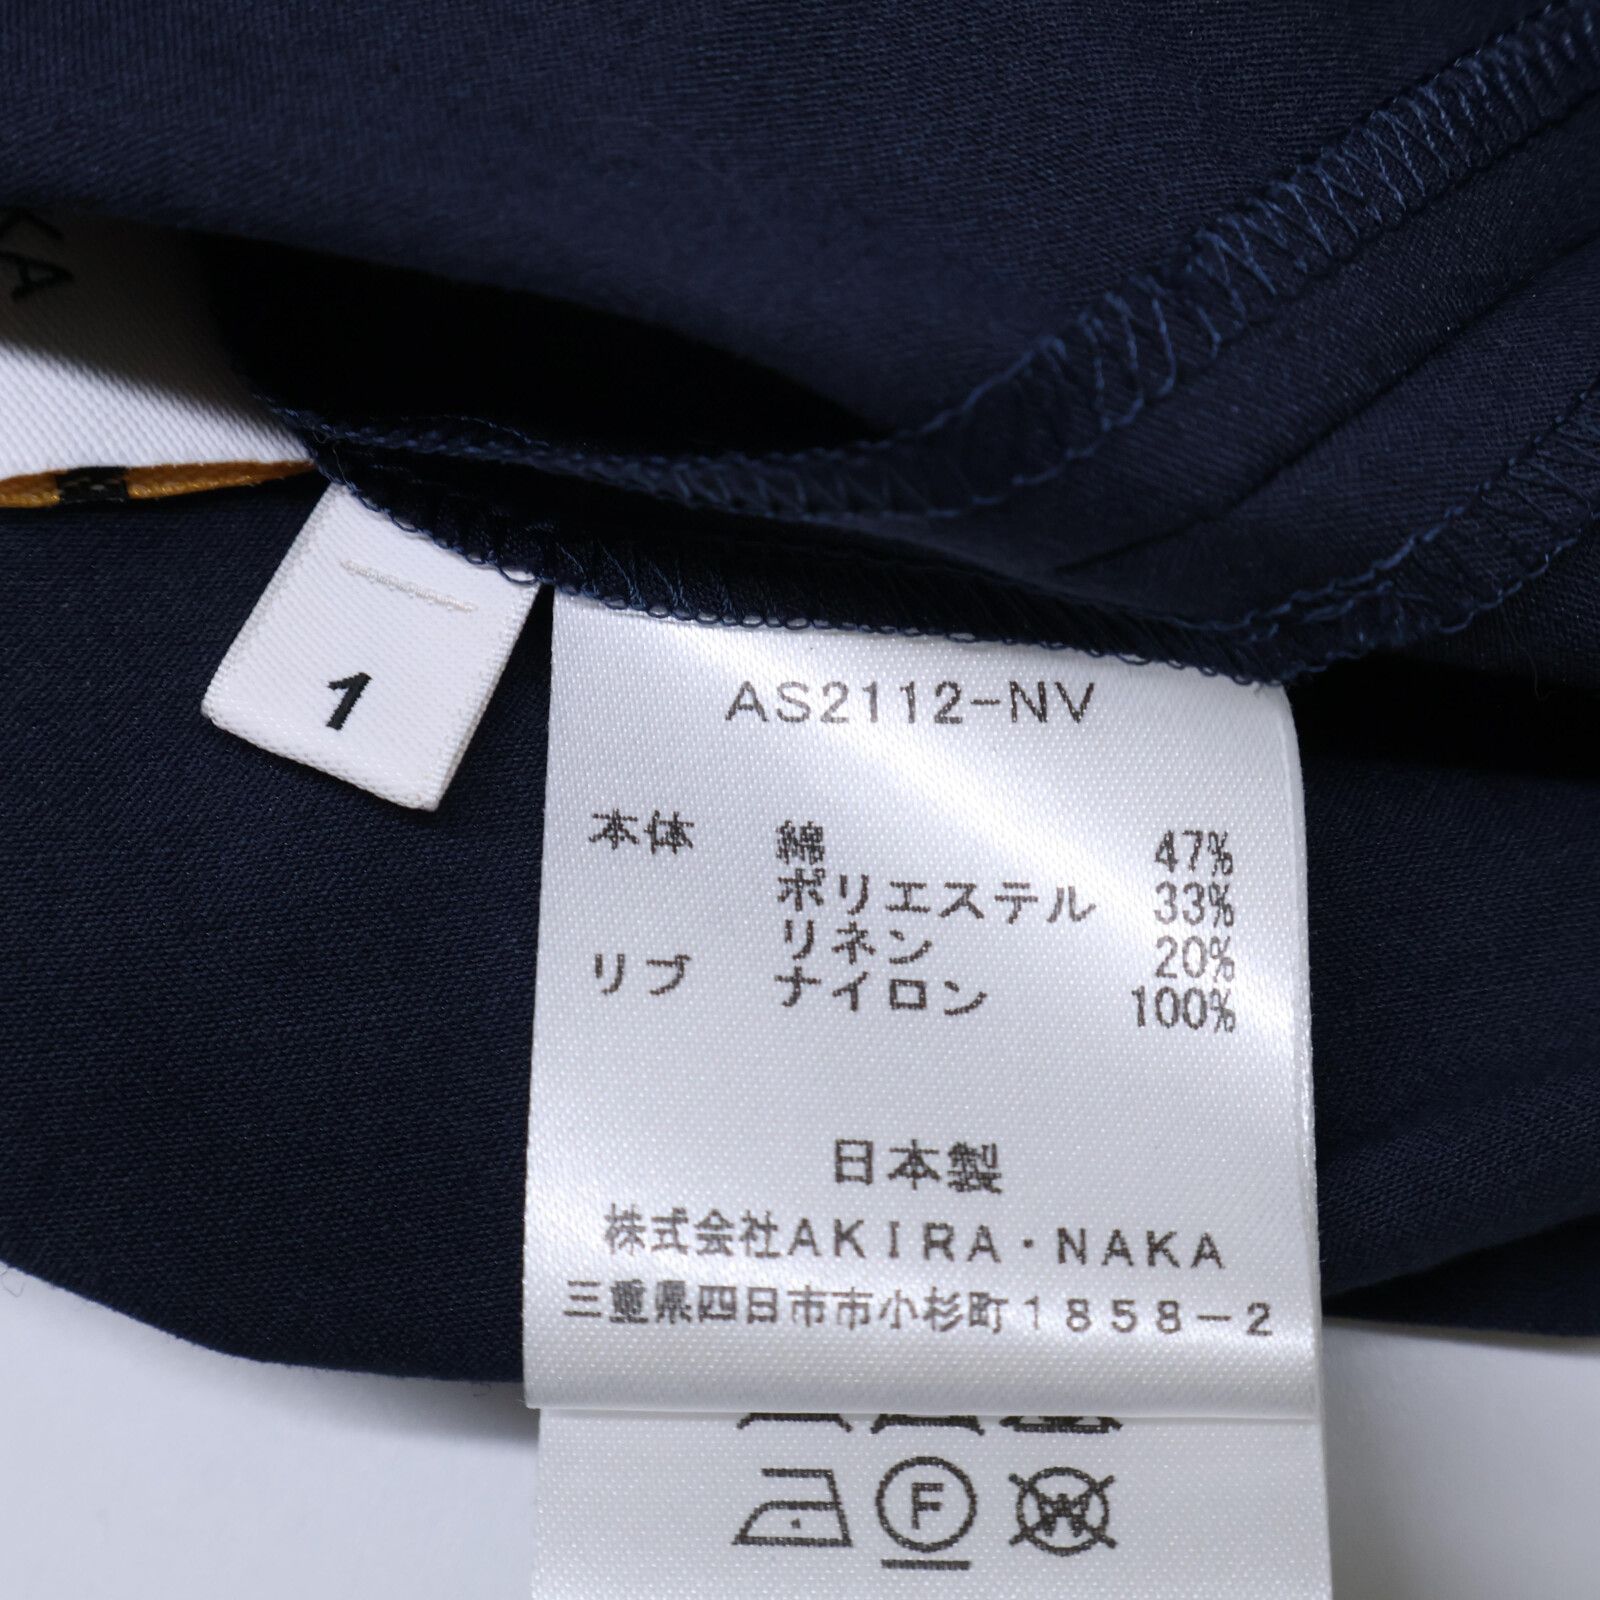 KA
1
AS2112-NV
本体 綿 47%
ポリエステル 33%
リネン 20%
リブ ナイロン 100%
日本製
株式会社AKIRA・NAKA
三重県四日市市小杉町1858-2
F
W